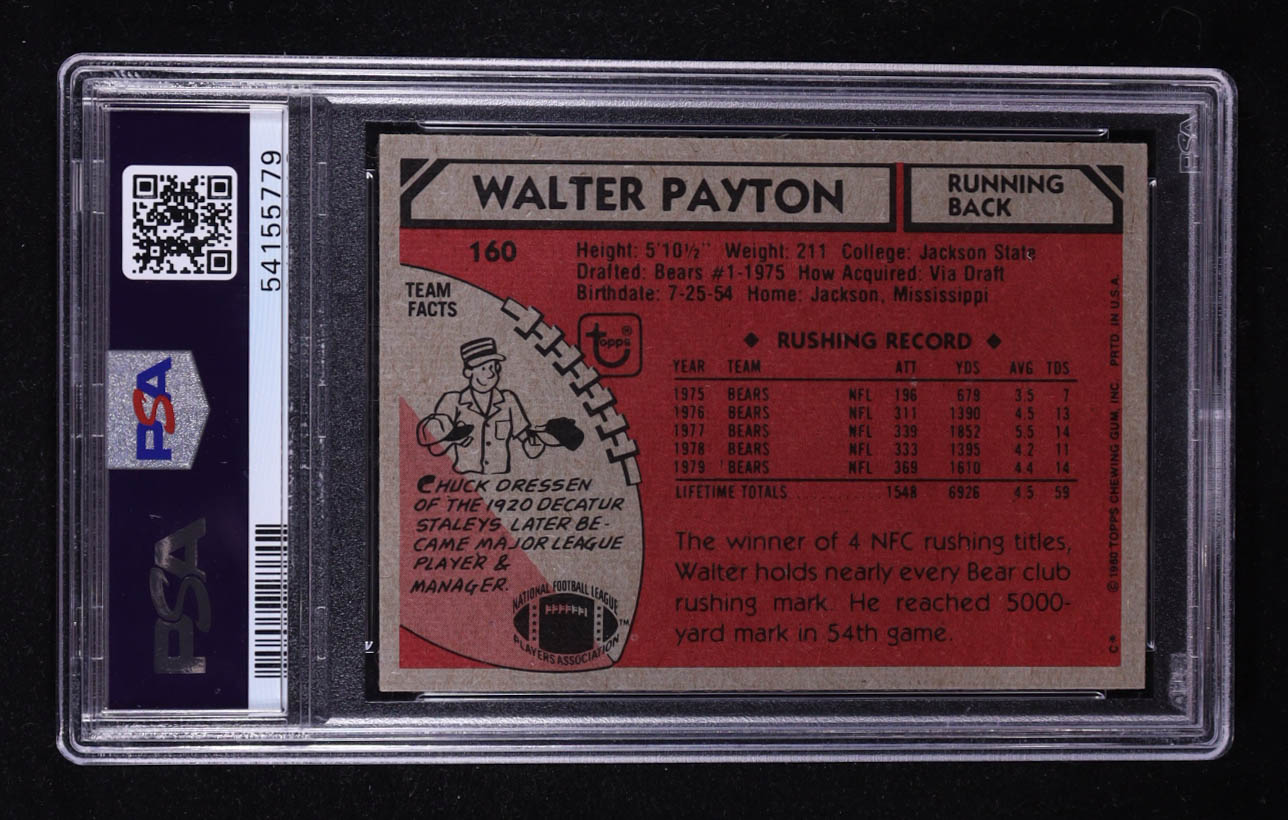 54155779
PSA
PSA
PSA
WALTER PAYTON
RUNNING
BACK
160
Height: 5'10½" Weight: 211 College: Jackson State
Drafted: Bears #1-1975 How Acquired: Via Draft
Birthdate: 7-25-54 Home: Jackson, Mississippi
TEAM
FACTS
topps®
◆ RUSHING RECORD ◆
YEAR TEAM ATT YDS AVG TDS
1975 BEARS NFL 196 679 3.5 7
1976 BEARS NFL 311 1390 4.5 13
1977 BEARS NFL 339 1852 5.5 14
1978 BEARS NFL 333 1395 4.2 11
1979 BEARS NFL 369 1610 4.4 14
LIFETIME TOTALS 1548 6926 4.5 59
CHUCK DRESSEN
OF THE 1920 DECATUR
STALEYS LATER BE-
CAME MAJOR LEAGUE
PLAYER &
MANAGER.
NATIONAL FOOTBALL LEAGUE
PLAYERS ASSOCIATION
TM
The winner of 4 NFC rushing titles,
Walter holds nearly every Bear club
rushing mark. He reached 5000-
yard mark in 54th game.
C* © 1980 TOPPS CHEWING GUM, INC. PRTD. IN U.S.A.